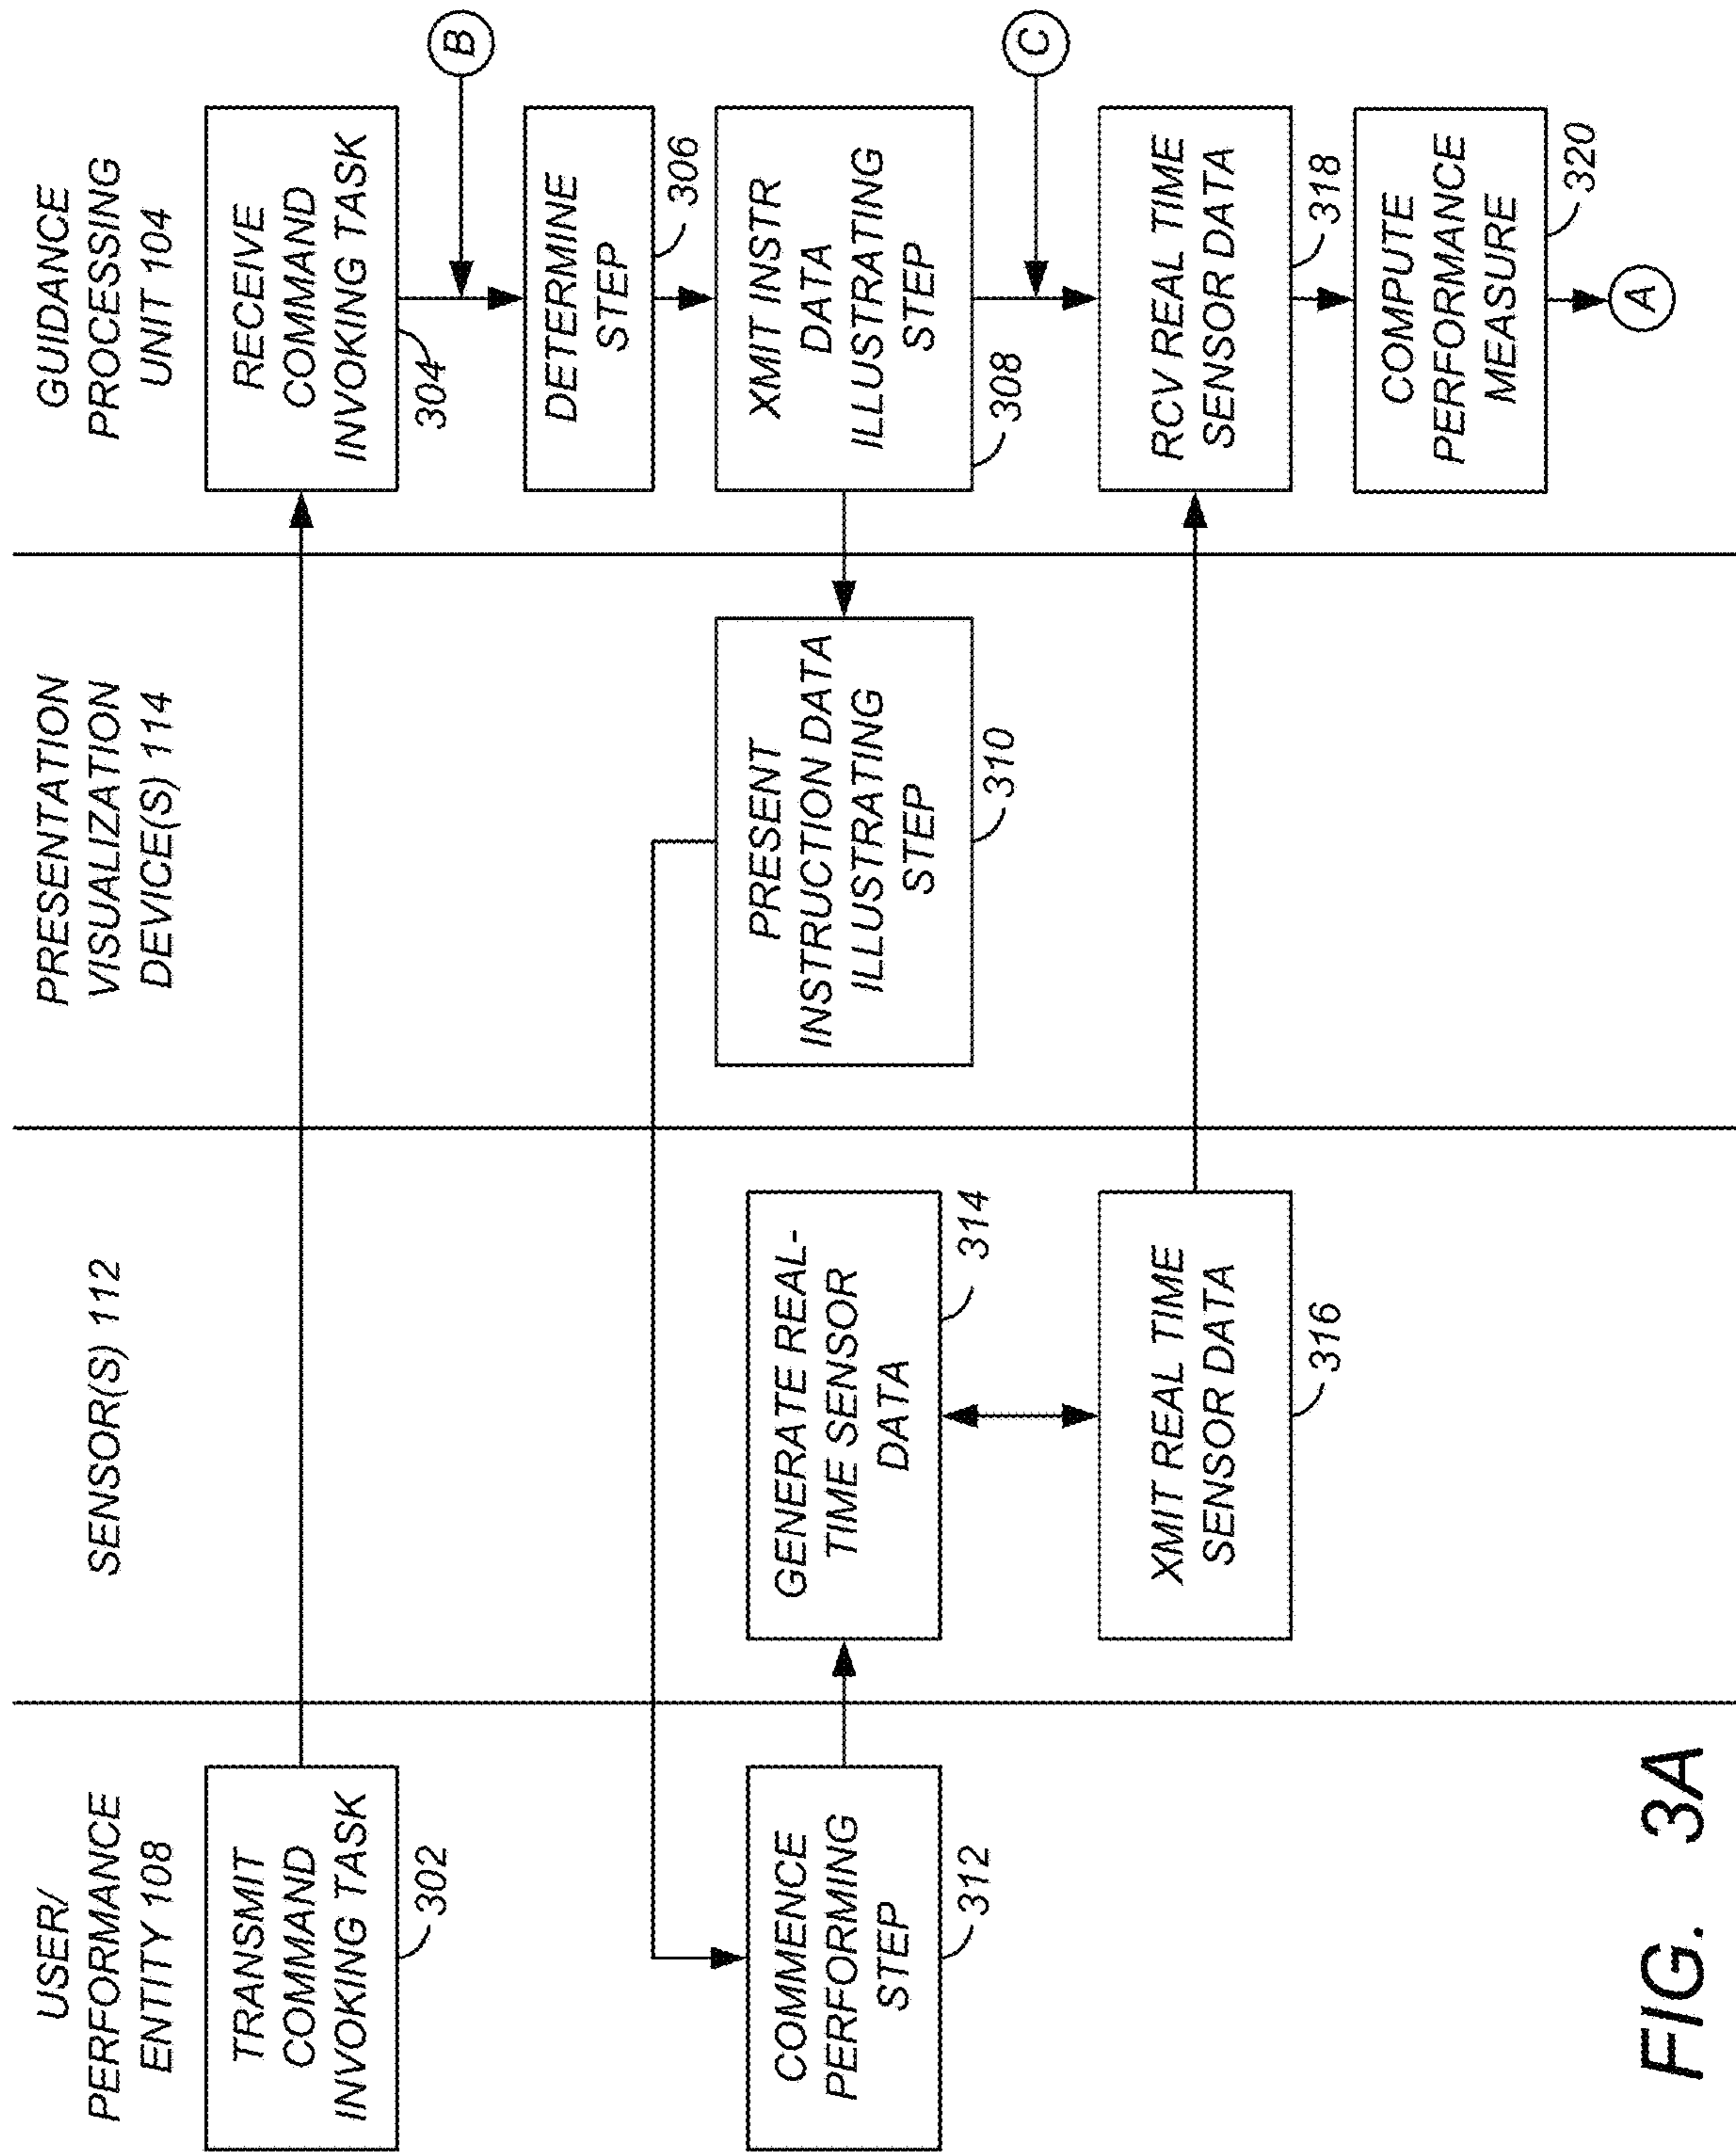 USER/
PERFORMANCE
ENTITY 108
SENSOR(S) 112
PRESENTATION
VISUALIZATION
DEVICE(S) 114
GUIDANCE
PROCESSING
UNIT 104
TRANSMIT
COMMAND
INVOKING TASK
302
RECEIVE
COMMAND
INVOKING TASK
304
B
DETERMINE
STEP
306
XMIT INSTR
DATA
ILLUSTRATING
STEP
308
PRESENT
INSTRUCTION DATA
ILLUSTRATING
STEP
310
COMMENCE
PERFORMING
STEP
312
GENERATE REAL-
TIME SENSOR
DATA
314
C
XMIT REAL TIME
SENSOR DATA
316
RCV REAL TIME
SENSOR DATA
318
COMPUTE
PERFORMANCE
MEASURE
320
A
FIG. 3A